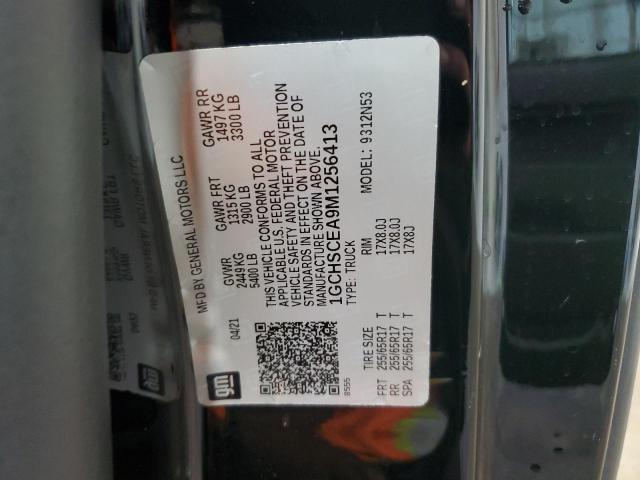 gm
MFD BY GENERAL MOTORS LLC
04/21
GVWR GAWR FRT GAWR RR
2449 KG 1315 KG 1497 KG
5400 LB 2900 LB 3300 LB
THIS VEHICLE CONFORMS TO ALL
APPLICABLE U.S. FEDERAL MOTOR
VEHICLE SAFETY AND THEFT PREVENTION
STANDARDS IN EFFECT ON THE DATE OF
MANUFACTURE SHOWN ABOVE.
1GCHSCEA9M1256413
8555 TYPE: TRUCK MODEL: 9312N53
TIRE SIZE RIM
FRT 255/65R17 T 17X8.0J
RR 255/65R17 T 17X8.0J
SPA 255/65R17 T 17X8J